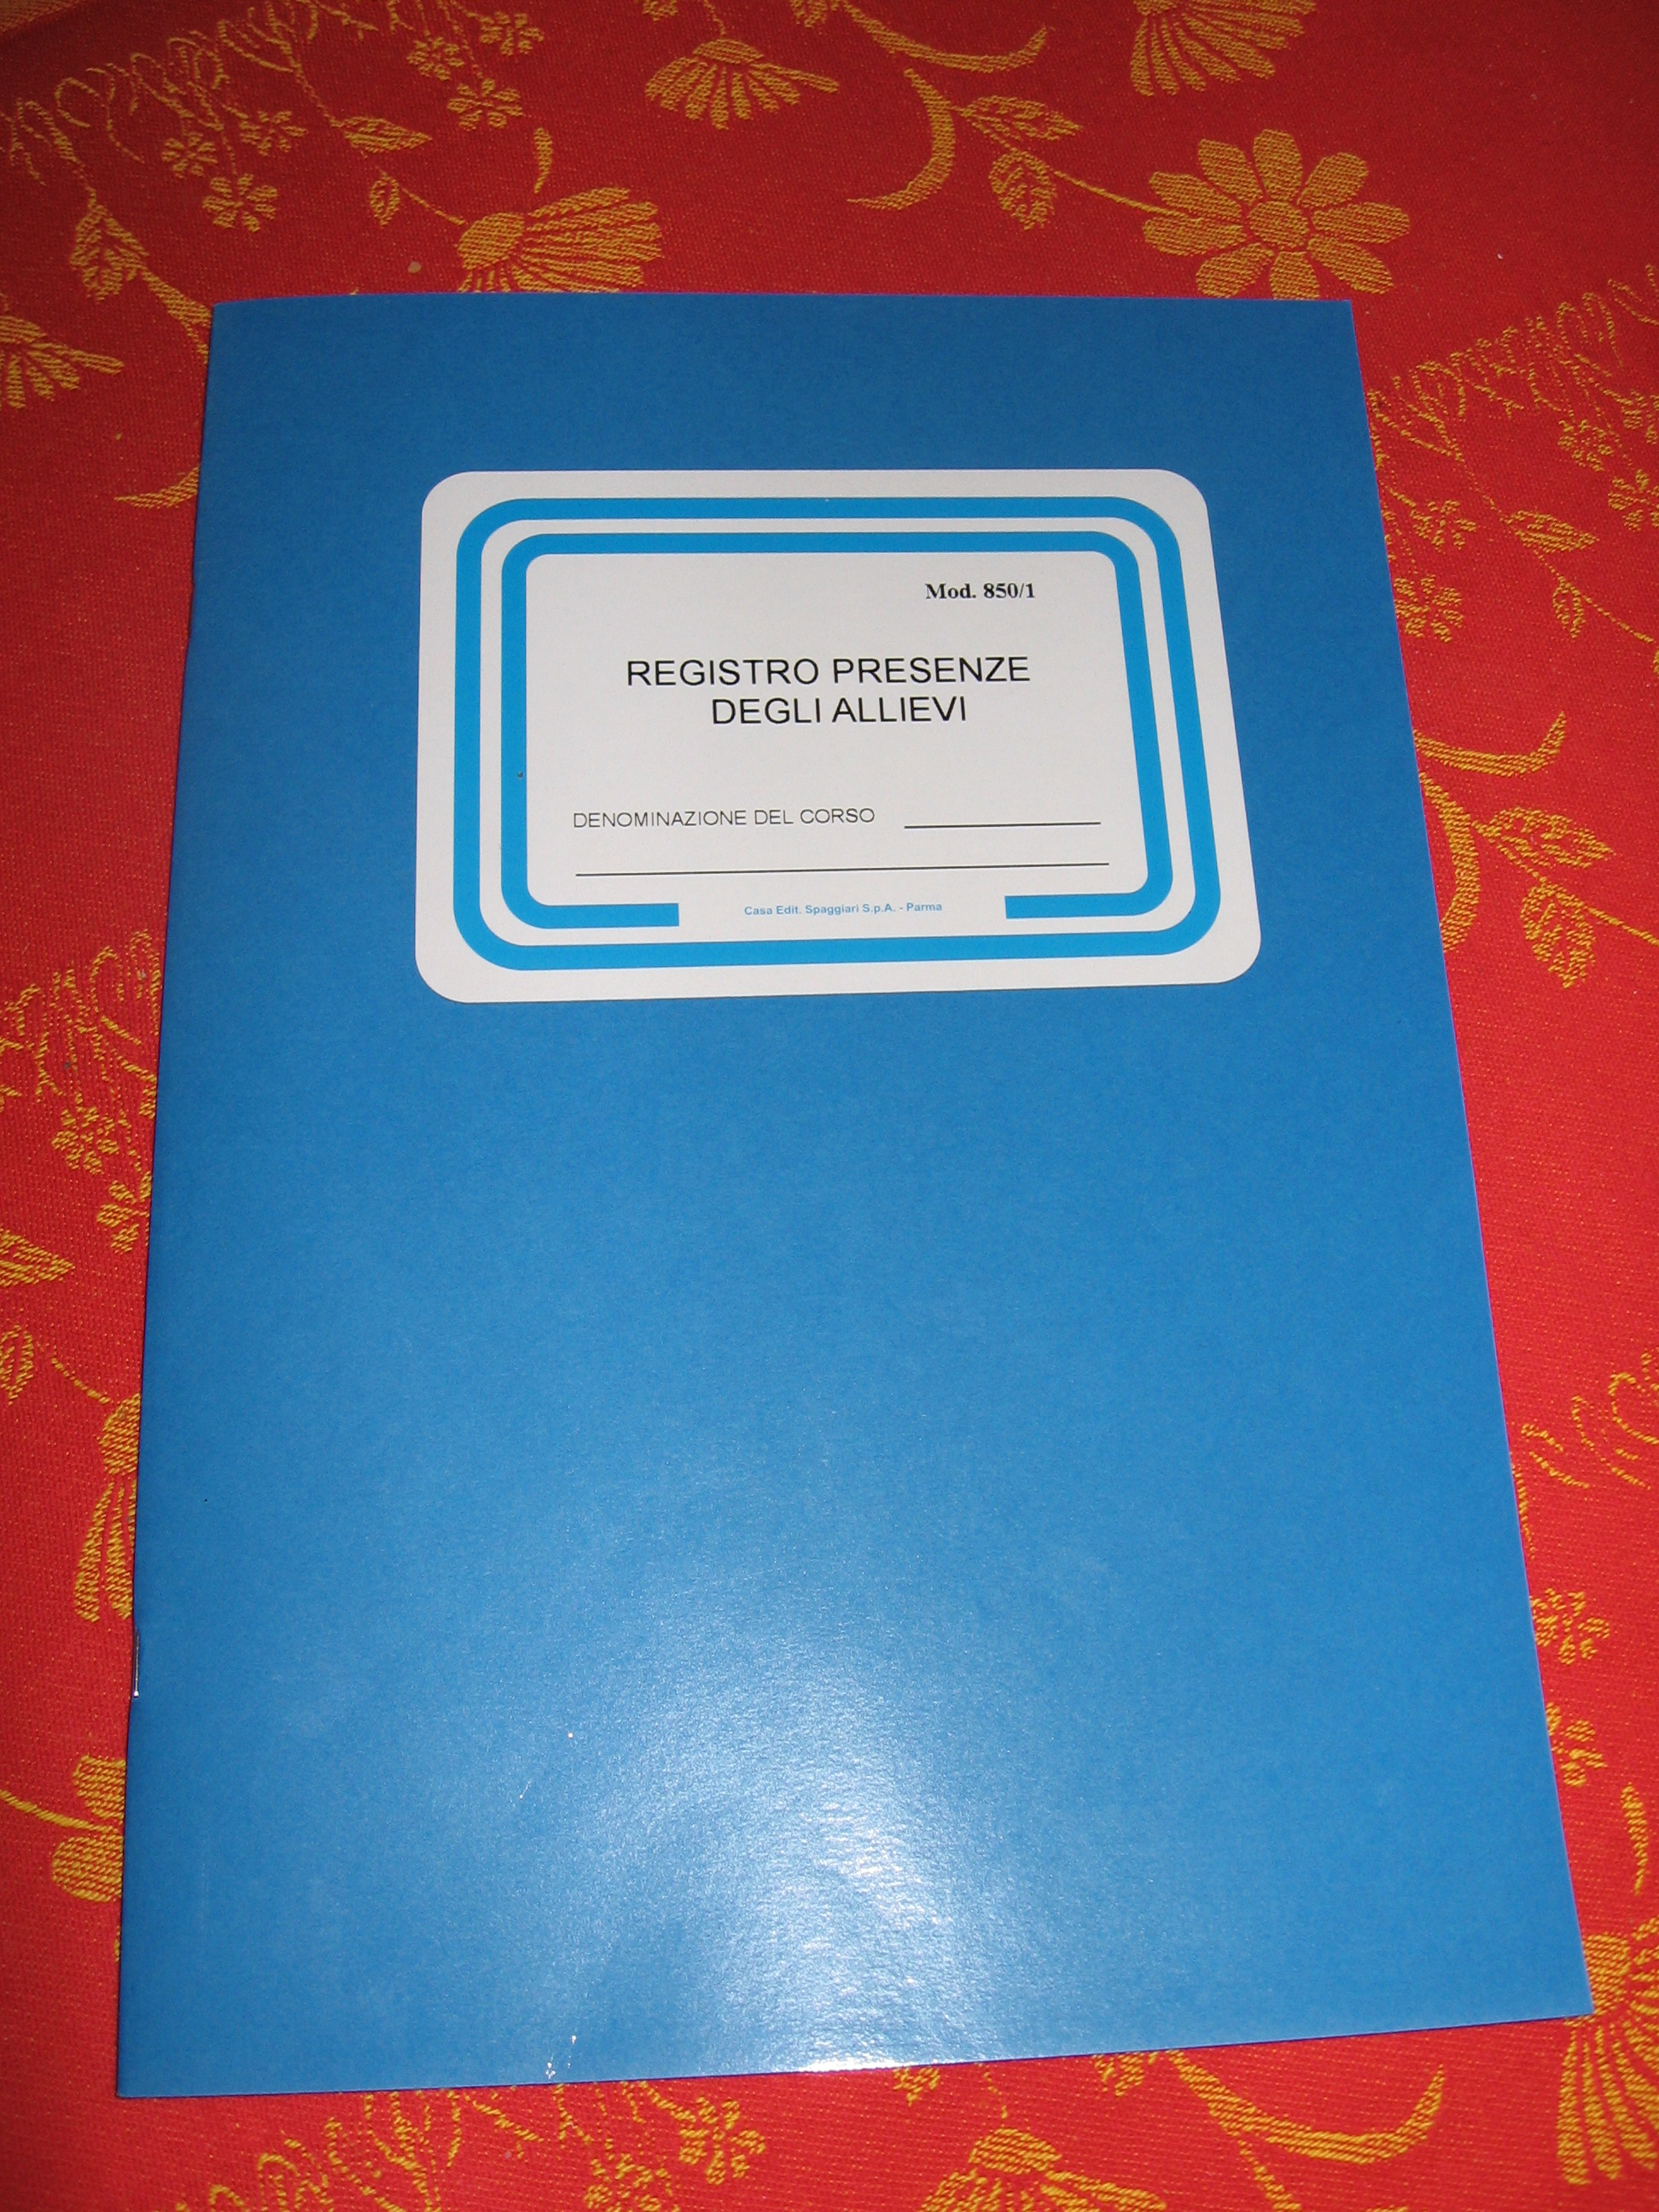 Mod. 850/1
REGISTRO PRESENZE
DEGLI ALLIEVI
DENOMINAZIONE DEL CORSO
Casa Edit. Spaggiari S.p.A. - Parma